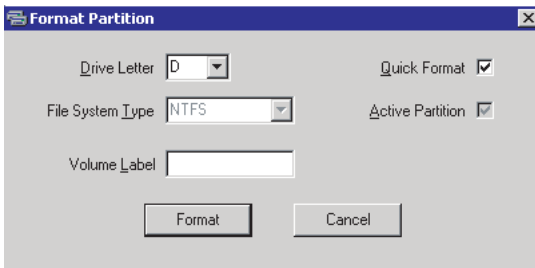 Format Partition
Drive Letter D Quick Format
File System Type NTFS Active Partition
Volume Label
Format Cancel